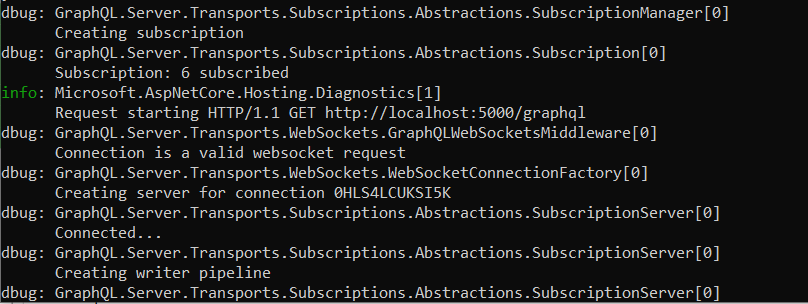 dbug: GraphQL.Server.Transports.Subscriptions.Abstractions.SubscriptionManager[0]
Creating subscription
dbug: GraphQL.Server.Transports.Subscriptions.Abstractions.Subscription[0]
Subscription: 6 subscribed
info: Microsoft.AspNetCore.Hosting.Diagnostics[1]
Request starting HTTP/1.1 GET http://localhost:5000/graphql
dbug: GraphQL.Server.Transports.WebSockets.GraphQLWebSocketsMiddleware[0]
Connection is a valid websocket request
dbug: GraphQL.Server.Transports.WebSockets.WebSocketConnectionFactory[0]
Creating server for connection 0HLS4LCUKSI5K
dbug: GraphQL.Server.Transports.Subscriptions.Abstractions.SubscriptionServer[0]
Connected...
dbug: GraphQL.Server.Transports.Subscriptions.Abstractions.SubscriptionServer[0]
Creating writer pipeline
dbug: GraphQL.Server.Transports.Subscriptions.Abstractions.SubscriptionServer[0]